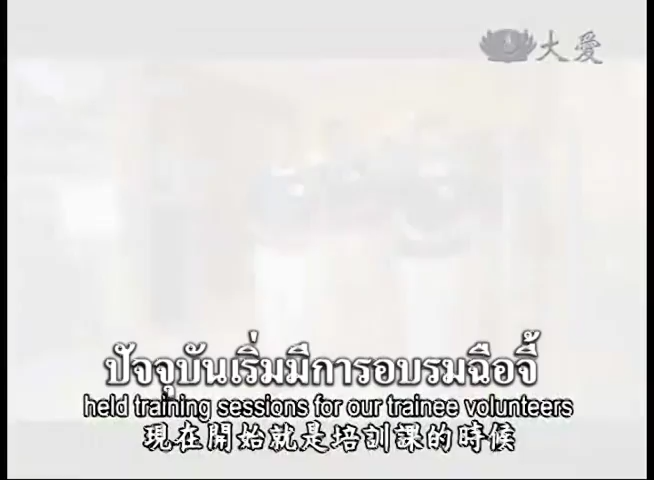 大愛
ปัจจุบันเริ่มมีการอบรมฉือจี้
held training sessions for our trainee volunteers
現在開始就是培訓課的時候